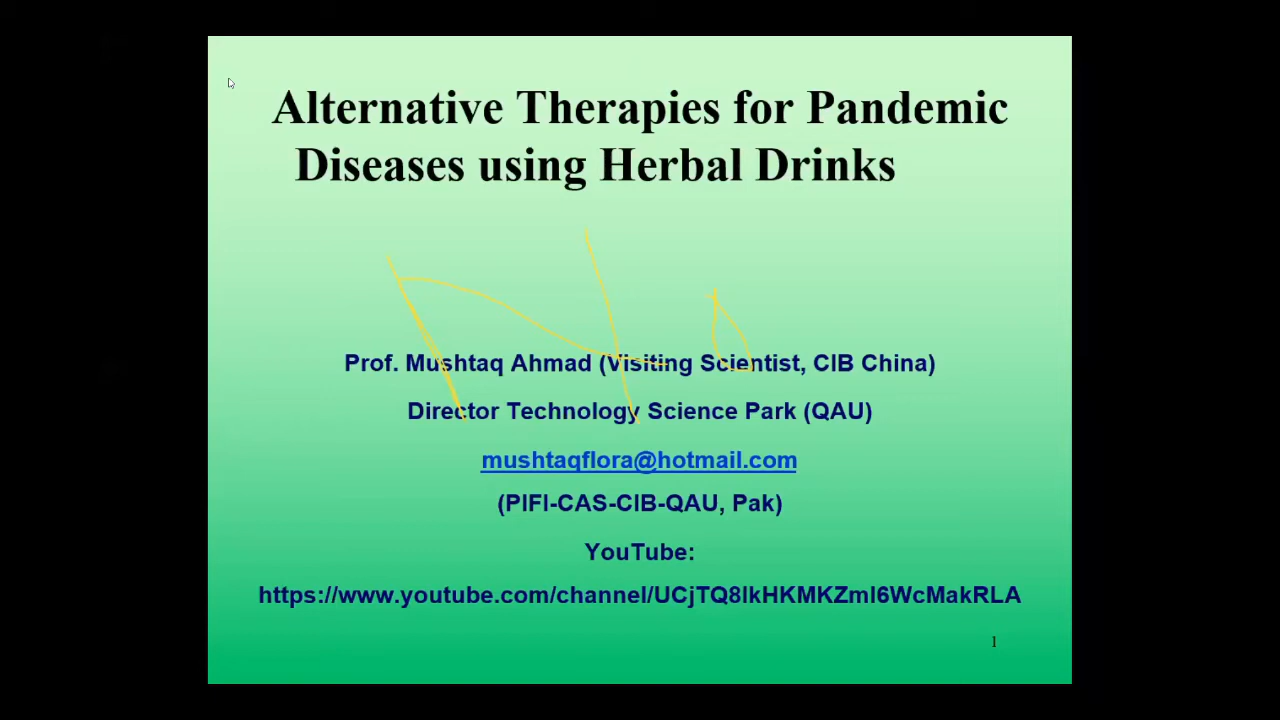 Alternative Therapies for Pandemic
Diseases using Herbal Drinks
Prof. Mushtaq Ahmad (Visiting Scientist, CIB China)
Director Technology Science Park (QAU)
mushtaqflora@hotmail.com
(PIFI-CAS-CIB-QAU, Pak)
YouTube:
https://www.youtube.com/channel/UCjTQ8lkHKMKZml6WcMakRLA
1